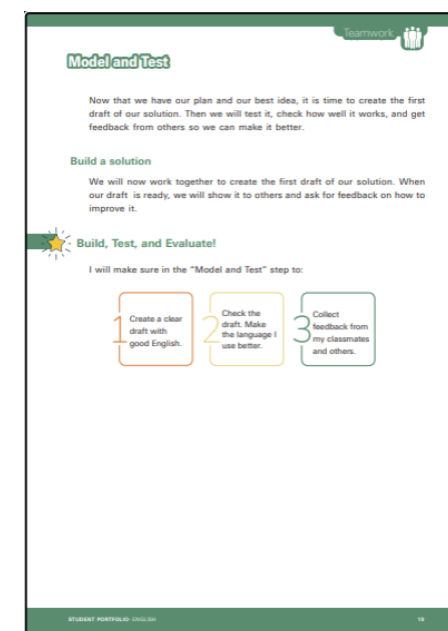 Teamwork
Model and Test
Now that we have our plan and our best idea, it is time to create the first
draft of our solution. Then we will test it, check how well it works, and get
feedback from others so we can make it better.
Build a solution
We will now work together to create the first draft of our solution. When
our draft is ready, we will show it to others and ask for feedback on how to
improve it.
Build, Test, and Evaluate!
I will make sure in the “Model and Test” step to:
1
Create a clear
draft with
good English.
2
Check the
draft. Make
the language I
use better.
3
Collect
feedback from
my classmates
and others.
STUDENT PORTFOLIO- ENGLISH